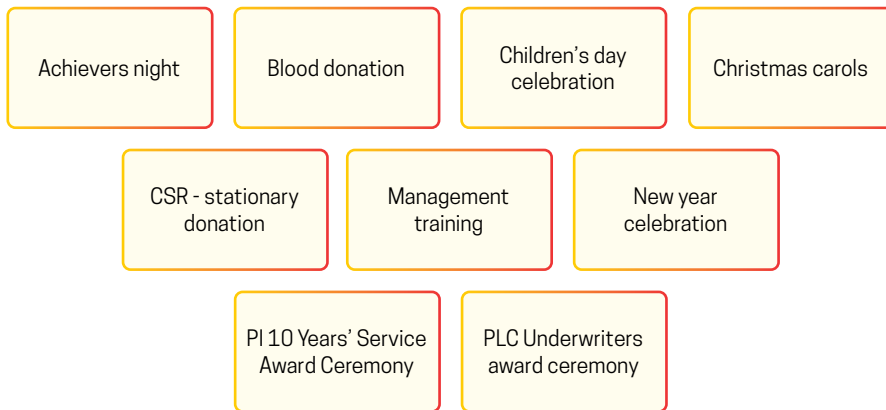 Achievers night
Blood donation
Children’s day
celebration
Christmas carols
CSR - stationary
donation
Management
training
New year
celebration
PI 10 Years’ Service
Award Ceremony
PLC Underwriters
award ceremony